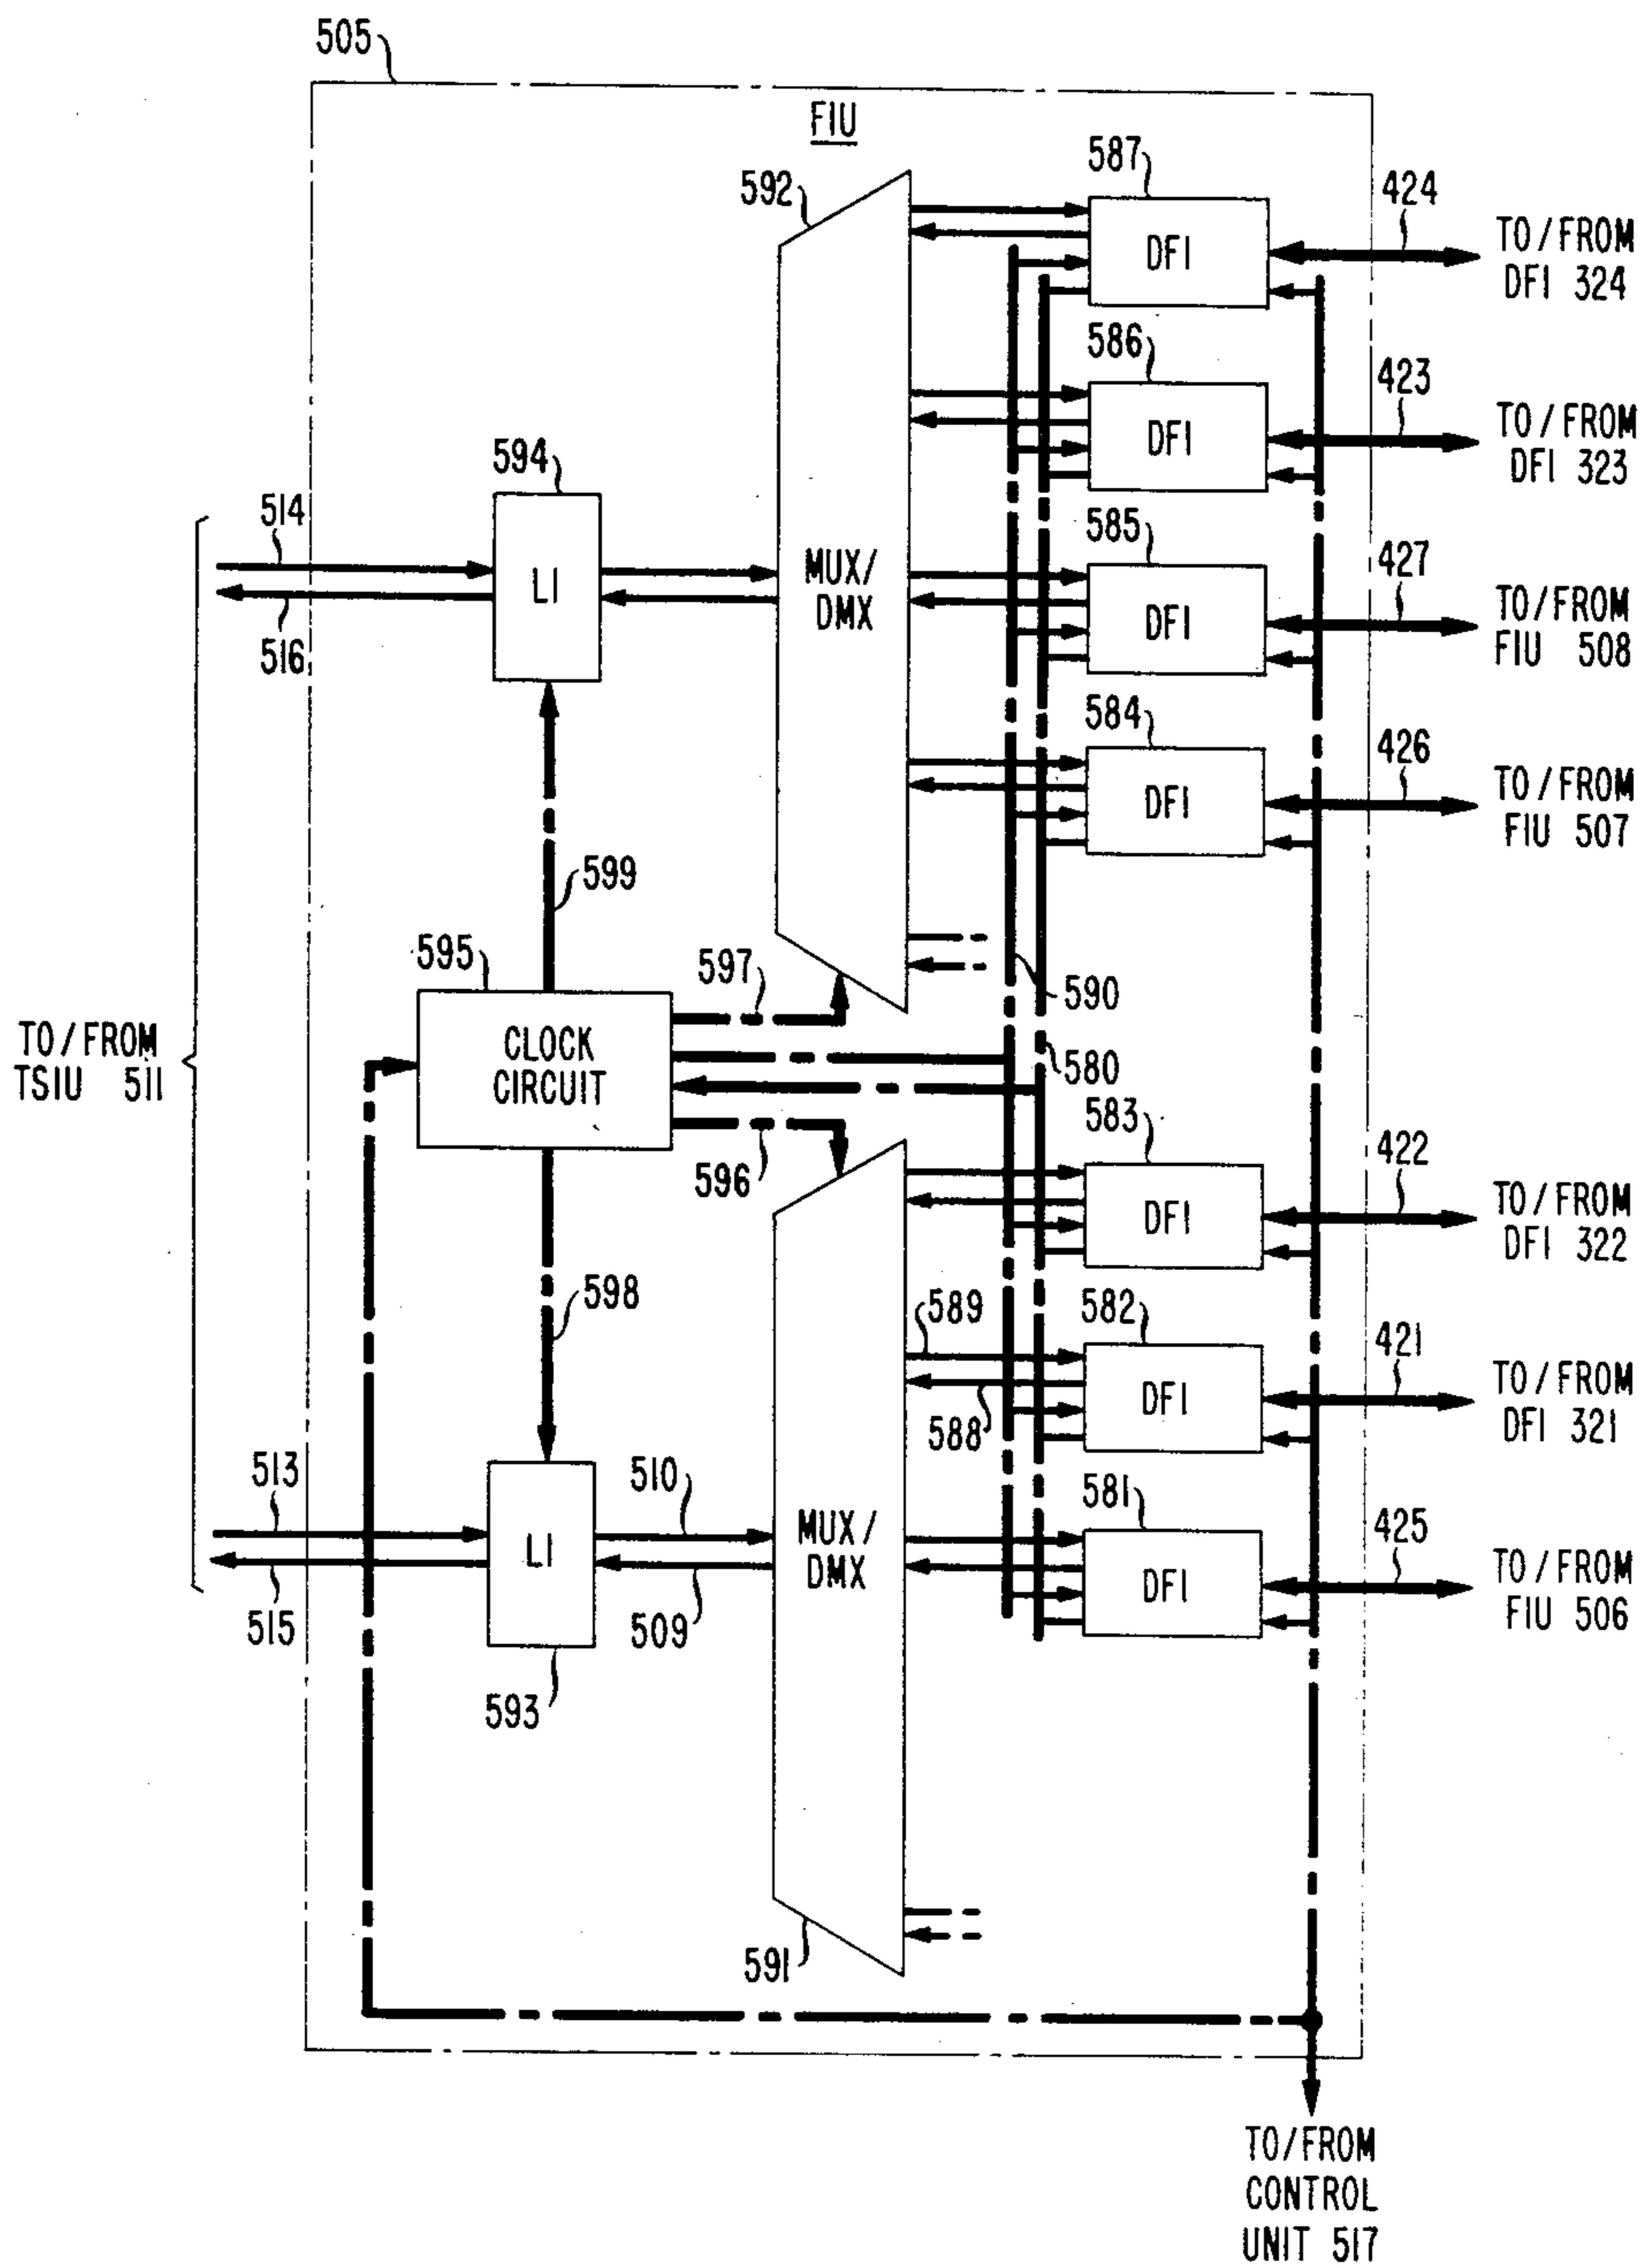 505
FIU
592
587
DFI
424
TO/FROM
DFI 324
586
DFI
423
TO/FROM
DFI 323
594
LI
514
516
MUX/
DMX
585
DFI
427
TO/FROM
FIU 508
584
DFI
426
TO/FROM
FIU 507
599
595
CLOCK
CIRCUIT
597
590
580
596
TO/FROM
TSIU 511
583
DFI
422
TO/FROM
DFI 322
598
589
588
582
DFI
421
TO/FROM
DFI 321
513
515
LI
593
510
509
MUX/
DMX
581
DFI
425
TO/FROM
FIU 506
591
TO/FROM
CONTROL
UNIT 517